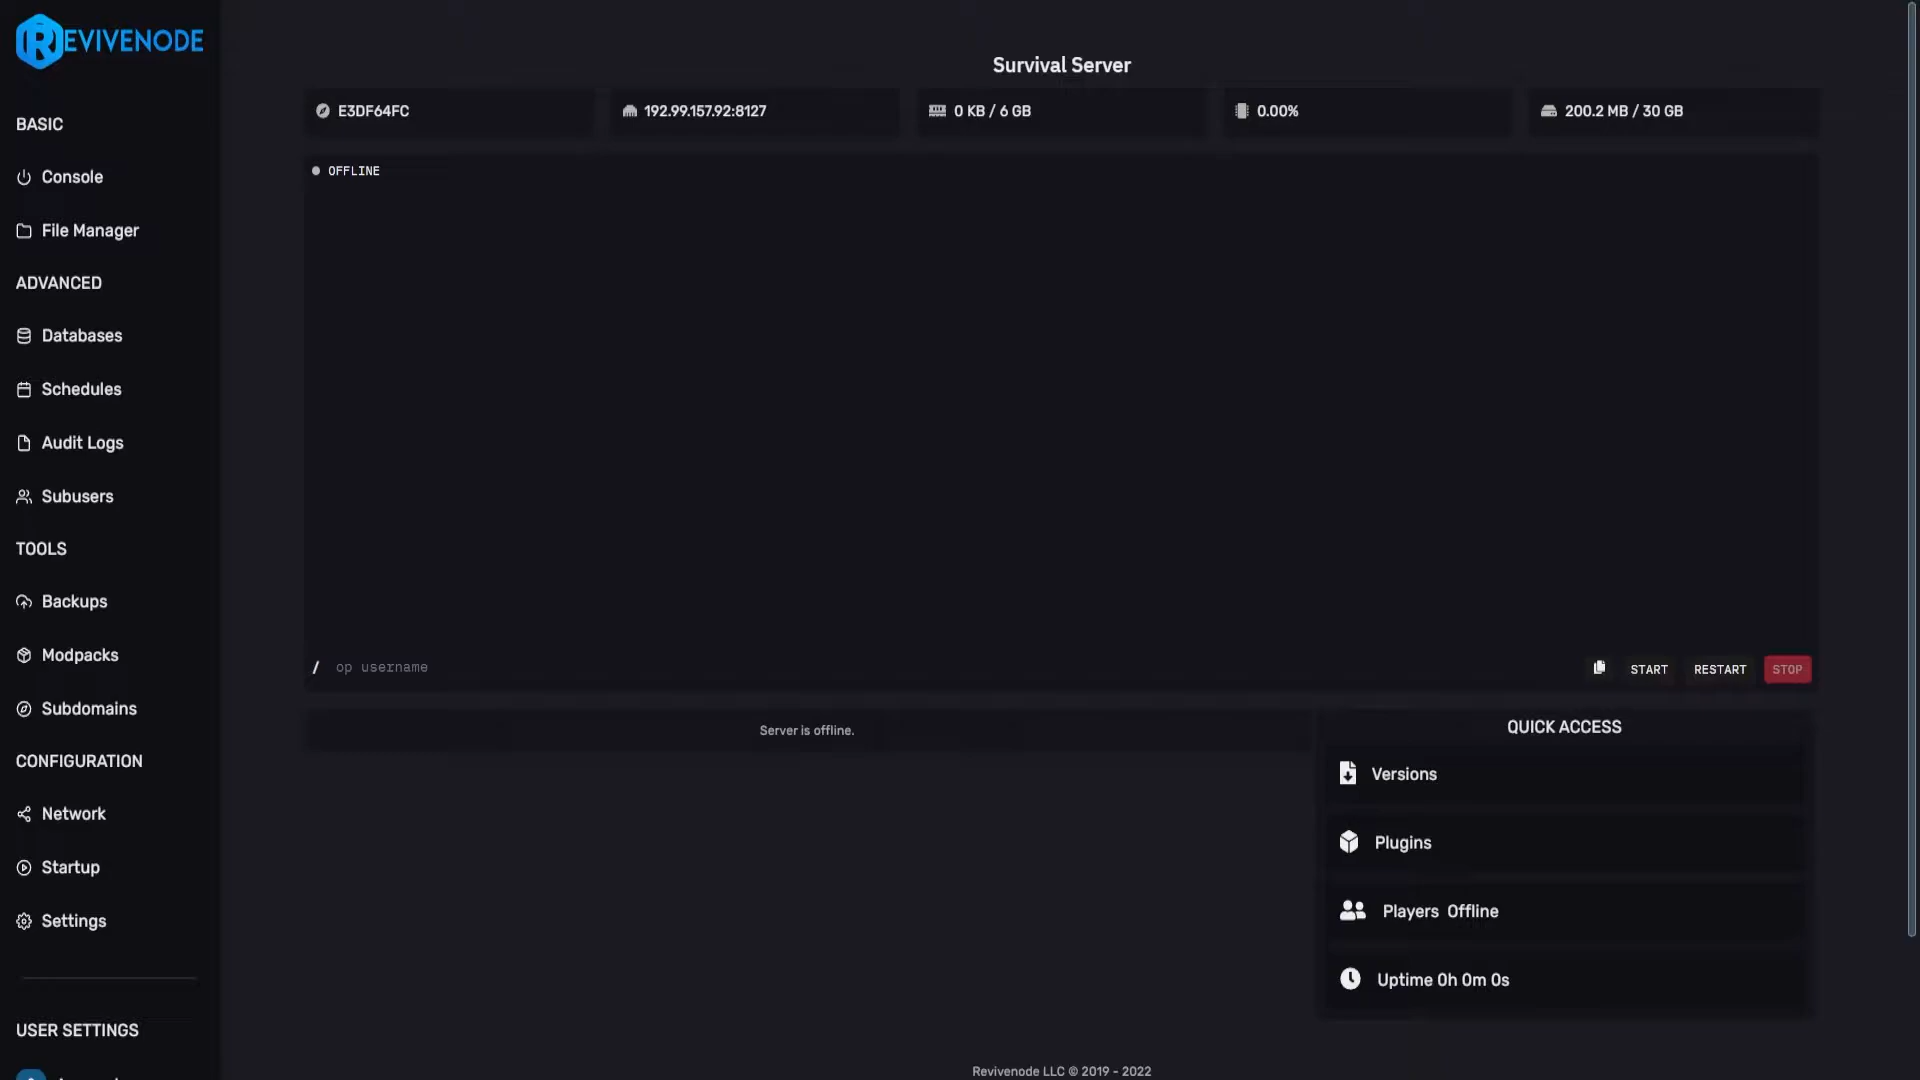 REVIVENODE
BASIC
Console
File Manager
ADVANCED
Databases
Schedules
Audit Logs
Subusers
TOOLS
Backups
Modpacks
Subdomains
CONFIGURATION
Network
Startup
Settings
USER SETTINGS
Survival Server
E3DF64FC
192.99.157.92:8127
0 KB / 6 GB
0.00%
200.2 MB / 30 GB
OFFLINE
/ op username
START RESTART STOP
Server is offline.
QUICK ACCESS
Versions
Plugins
Players Offline
Uptime 0h 0m 0s
Revivenode LLC © 2019 - 2022